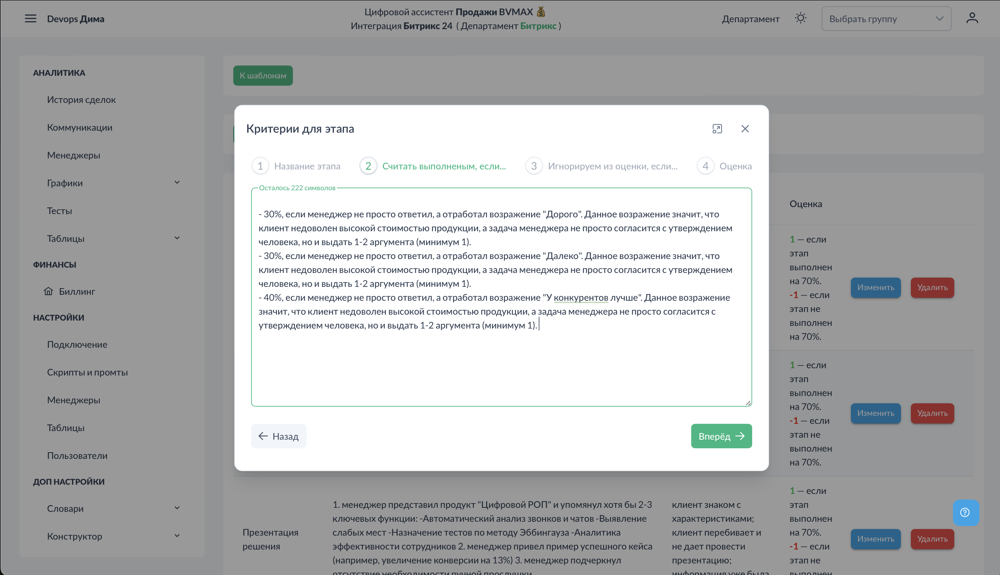 Devops Дима
Цифровой ассистент Продажи BVMAX 💰
Интеграция Битрикс 24 ( Департамент Битрикс )
Департамент
Выбрать группу
АНАЛИТИКА
История сделок
Коммуникации
Менеджеры
Графики
Тесты
Таблицы
ФИНАНСЫ
Биллинг
НАСТРОЙКИ
Подключение
Скрипты и промты
Менеджеры
Таблицы
Пользователи
ДОП НАСТРОЙКИ
Словари
Конструктор
К шаблонам
Критерии для этапа
1 Название этапа
2 Считать выполненым, если...
3 Игнорируем из оценки, если...
4 Оценка
Осталось 222 символов
- 30%, если менеджер не просто ответил, а отработал возражение "Дорого". Данное возражение значит, что
клиент недоволен высокой стоимостью продукции, а задача менеджера не просто согласится с утверждением
человека, но и выдать 1-2 аргумента (минимум 1).
- 30%, если менеджер не просто ответил, а отработал возражение "Далеко". Данное возражение значит, что
клиент недоволен высокой стоимостью продукции, а задача менеджера не просто согласится с утверждением
человека, но и выдать 1-2 аргумента (минимум 1).
- 40%, если менеджер не просто ответил, а отработал возражение "У конкурентов лучше". Данное возражение
значит, что клиент недоволен высокой стоимостью продукции, а задача менеджера не просто согласится с
утверждением человека, но и выдать 1-2 аргумента (минимум 1).
Назад
Вперёд
Оценка
1 — если
этап
выполнен
на 70%.
-1 — если
этап не
выполнен
на 70%.
Изменить
Удалить
1 — если
этап
выполнен
на 70%.
-1 — если
этап не
выполнен
на 70%.
Изменить
Удалить
Презентация
решения
1. менеджер представил продукт "Цифровой РОП" и упомянул хотя бы 2-3
ключевых функции: -Автоматический анализ звонков и чатов -Выявление
слабых мест -Назначение тестов по методу Эббингауза -Аналитика
эффективности сотрудников 2. менеджер привел пример успешного кейса
(например, увеличение конверсии на 13%) 3. менеджер подчеркнул
отсутствие необходимости ручной прослушки
клиент знаком с
характеристиками;
клиент перебивает и
не дает провести
презентацию;
информация уже была
1 — если
этап
выполнен
на 70%.
-1 — если
этап не
выполнен
Изменить
Удалить